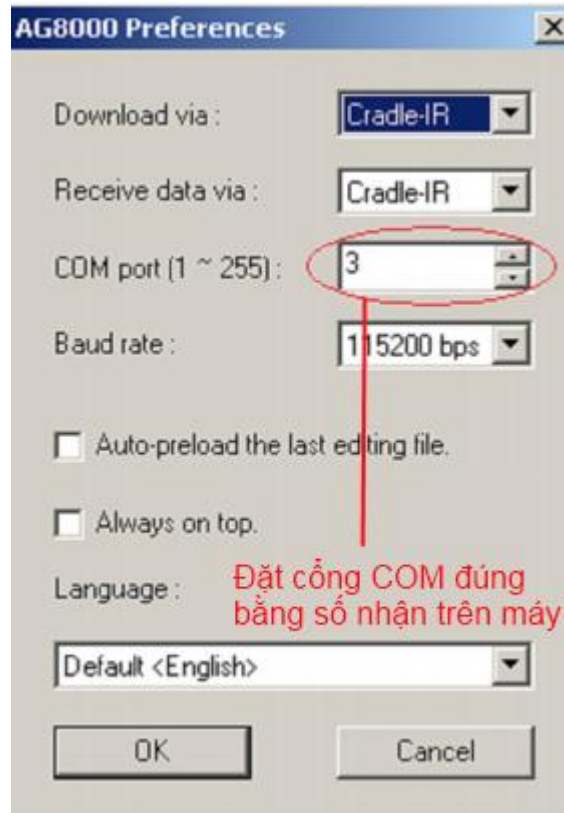 AG8000 Preferences
Download via : Cradle-IR
Receive data via : Cradle-IR
COM port (1 ~ 255) : 3
Baud rate : 115200 bps
Auto-preload the last editing file.
Always on top.
Language :
Đặt cổng COM đúng
bằng số nhận trên máy
Default <English>
OK Cancel